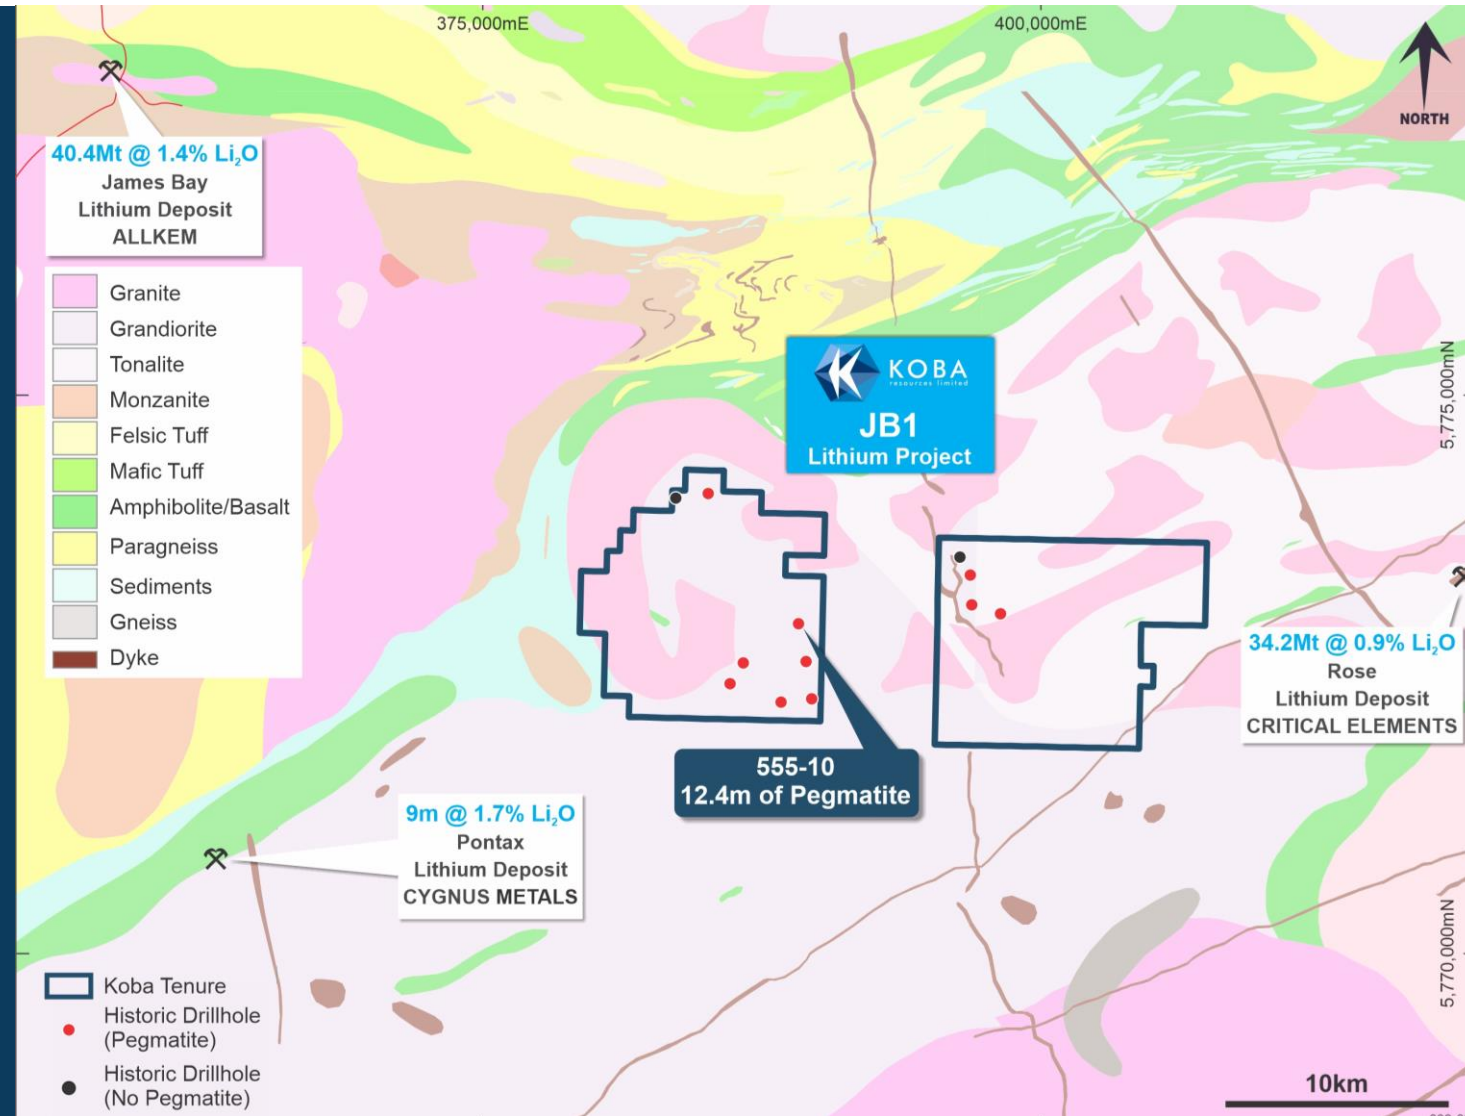 375,000mE
400,000mE
NORTH
40.4Mt @ 1.4% Li₂O
James Bay
Lithium Deposit
ALLKEM
Granite
Grandiorite
Tonalite
Monzanite
Felsic Tuff
Mafic Tuff
Amphibolite/Basalt
Paragneiss
Sediments
Gneiss
Dyke
KOBA
resources limited
JB1
Lithium Project
5,775,000mN
34.2Mt @ 0.9% Li₂O
Rose
Lithium Deposit
CRITICAL ELEMENTS
555-10
12.4m of Pegmatite
9m @ 1.7% Li₂O
Pontax
Lithium Deposit
CYGNUS METALS
5,770,000mN
Koba Tenure
Historic Drillhole
(Pegmatite)
Historic Drillhole
(No Pegmatite)
10km